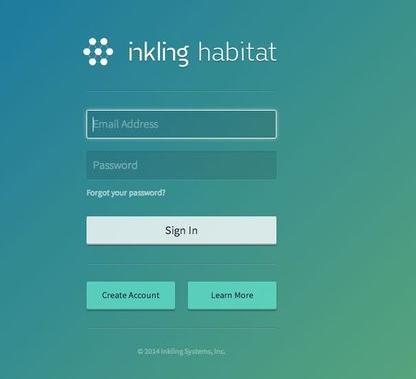 inkling habitat
Email Address
Password
Forgot your password?
Sign In
Create Account
Learn More
© 2014 Inkling Systems, Inc.